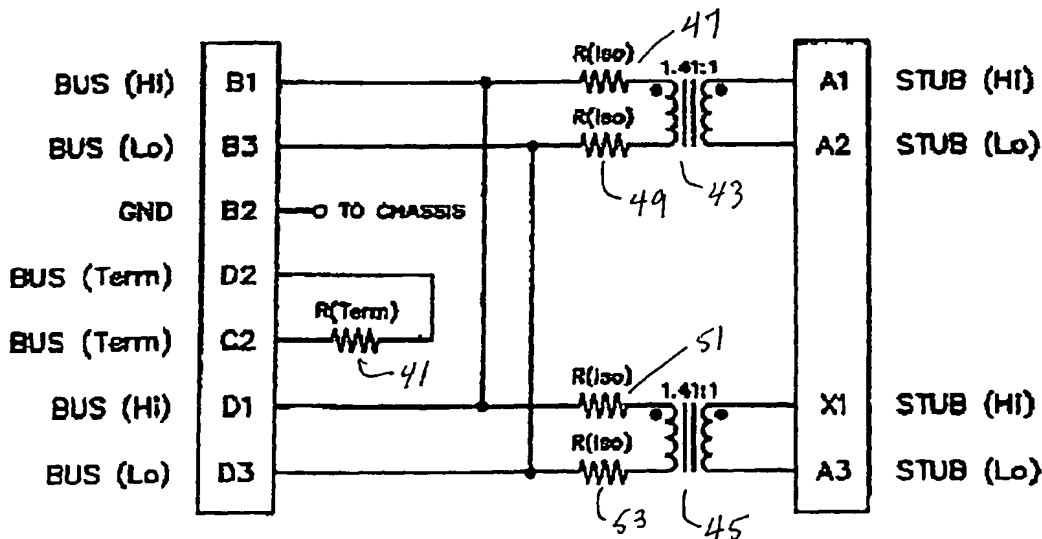 47
R(Iso)
1.41:1
BUS (Hi) B1 A1 STUB (Hi)
R(Iso)
BUS (Lo) B3 A2 STUB (Lo)
49 43
GND B2 TO CHASSIS
BUS (Term) D2
R(Term)
BUS (Term) C2
41
51
R(Iso)
1.41:1
BUS (Hi) D1 X1 STUB (Hi)
R(Iso)
BUS (Lo) D3 A3 STUB (Lo)
53 45